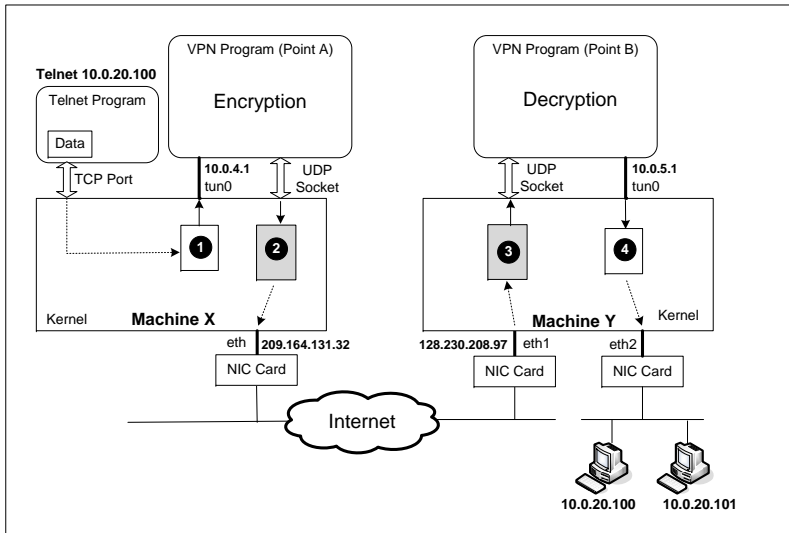 VPN Program (Point A)
Encryption
VPN Program (Point B)
Decryption
Telnet 10.0.20.100
Telnet Program
Data
TCP Port
10.0.4.1
tun0
UDP
Socket
UDP
Socket
10.0.5.1
tun0
1
2
3
4
Kernel
Machine X
Machine Y
Kernel
eth
209.164.131.32
128.230.208.97
eth1
eth2
NIC Card
NIC Card
NIC Card
Internet
10.0.20.100
10.0.20.101